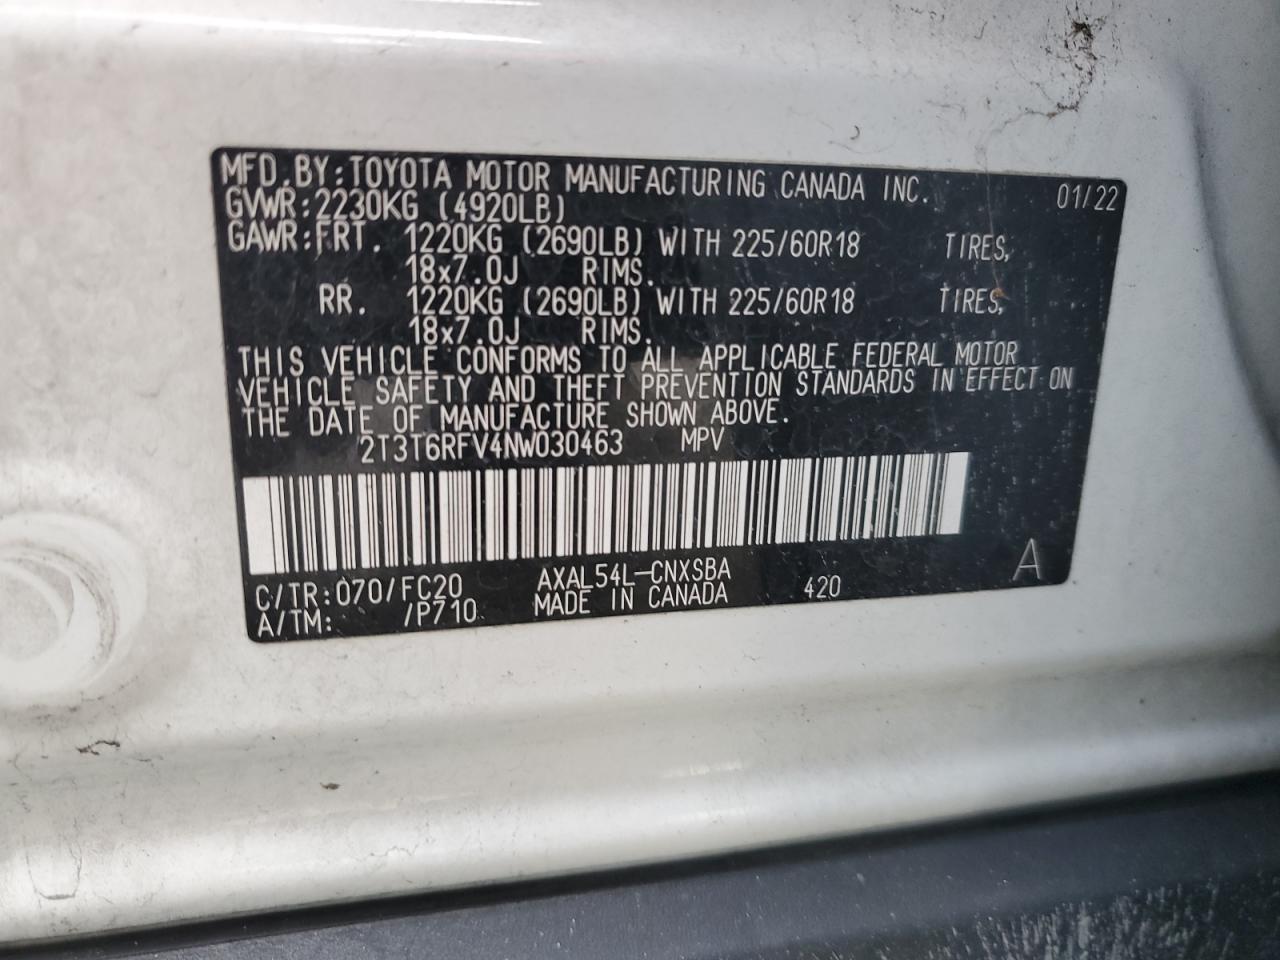 MFD.BY:TOYOTA MOTOR MANUFACTURING CANADA INC. 01/22
GVWR:2230KG (4920LB)
GAWR:FRT. 1220KG (2690LB) WITH 225/60R18 TIRES,
18x7.0J RIMS.
RR. 1220KG (2690LB) WITH 225/60R18 TIRES,
18x7.0J RIMS.
THIS VEHICLE CONFORMS TO ALL APPLICABLE FEDERAL MOTOR
VEHICLE SAFETY AND THEFT PREVENTION STANDARDS IN EFFECT ON
THE DATE OF MANUFACTURE SHOWN ABOVE.
2T3T6RFV4NW030463 MPV
C/TR:070/FC20 AXAL54L-CNXSBA 420 A
A/TM: /P710 MADE IN CANADA